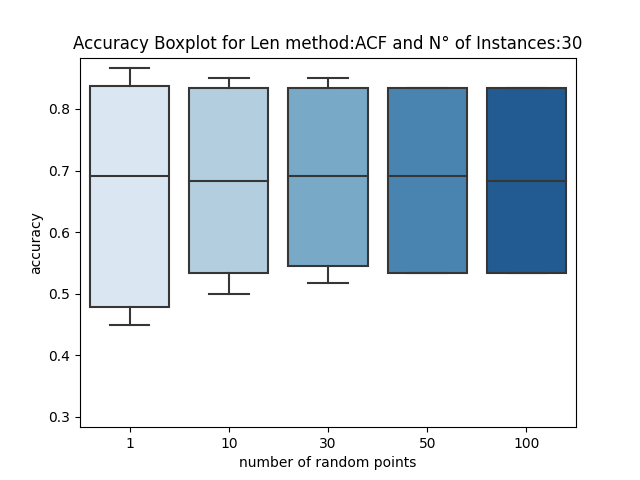 Accuracy Boxplot for Len method:ACF and N° of Instances:30
accuracy
0.8
0.7
0.6
0.5
0.4
0.3
1 10 30 50 100
number of random points